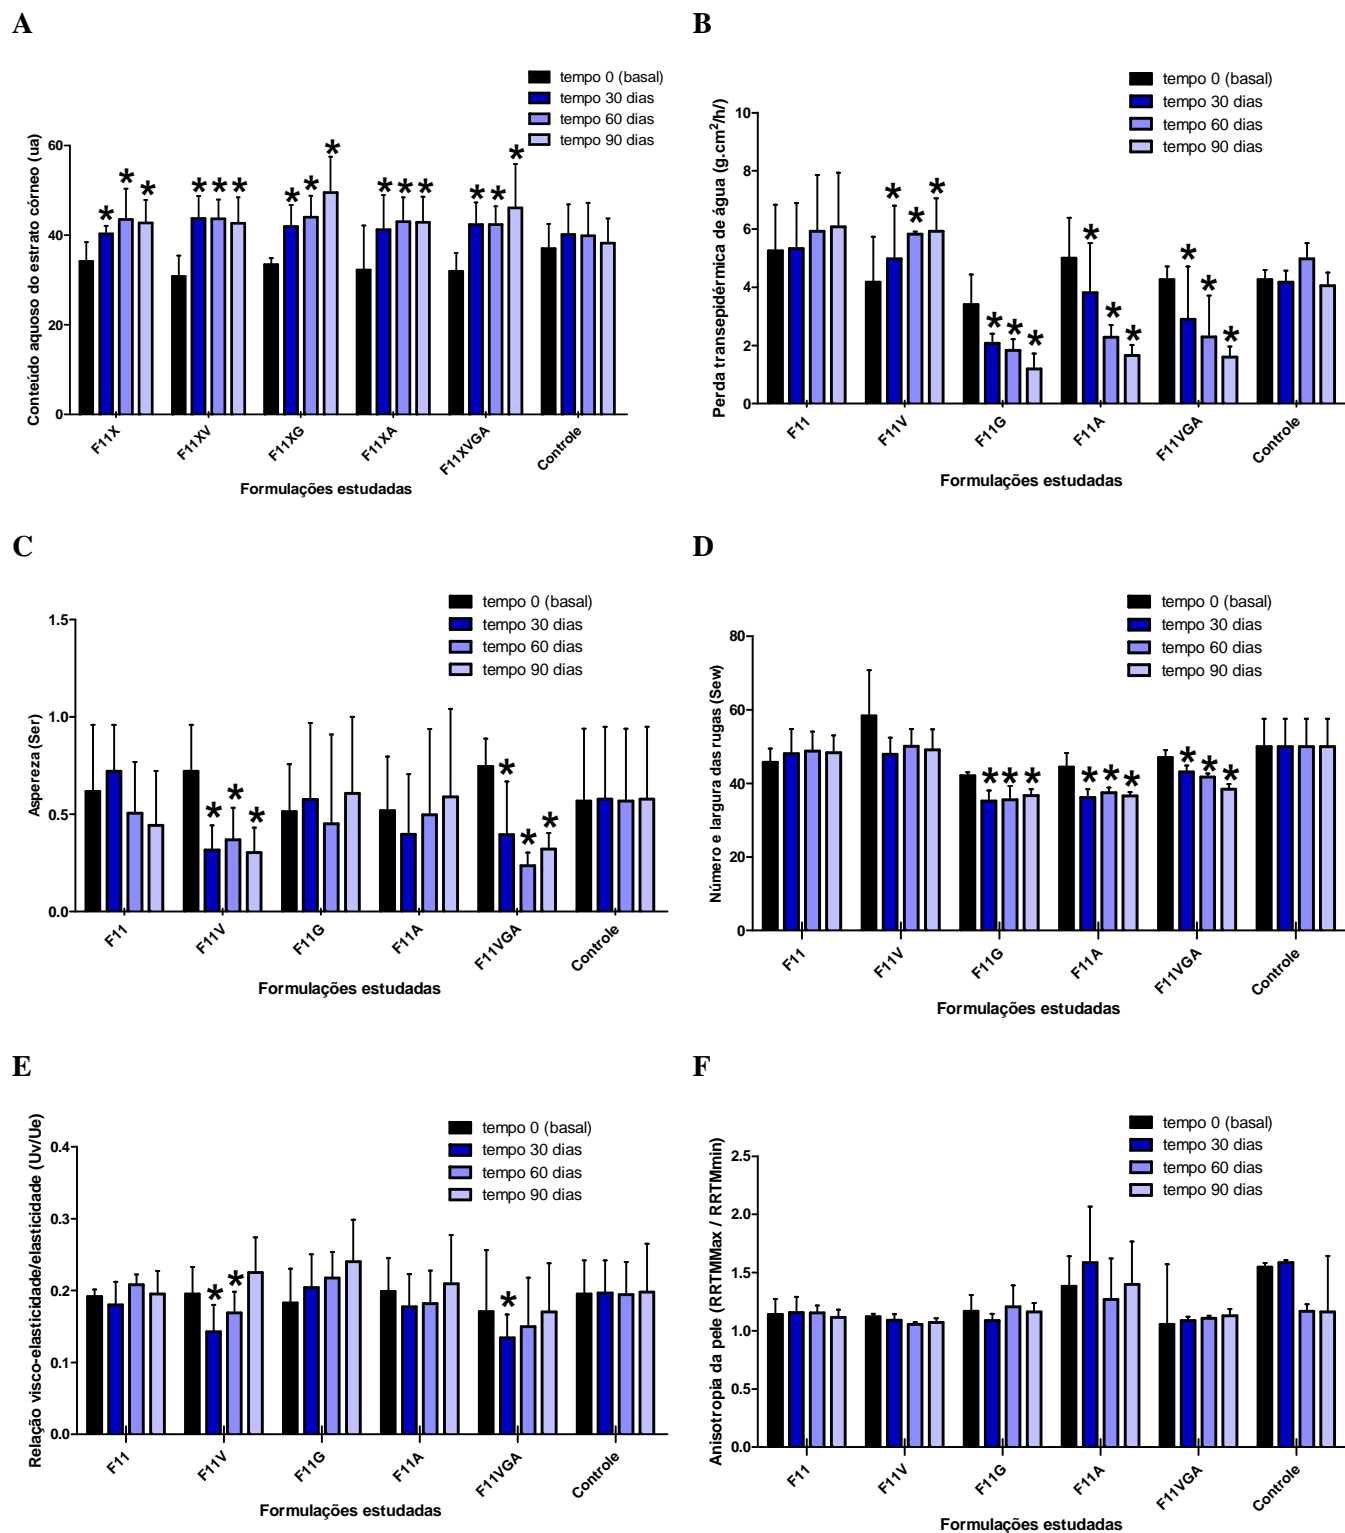 A
tempo 0 (basal)
tempo 30 dias
tempo 60 dias
tempo 90 dias
Conteúdo aquoso do estrato córneo (ua)
60
40
20
0
* * * * * * * * * * * * * * *
F11X F11XV F11XG F11XA F11XVGA Controle
Formulações estudadas
B
tempo 0 (basal)
tempo 30 dias
tempo 60 dias
tempo 90 dias
Perda transepidérmica de água (g.cm²/h/)
10
8
6
4
2
0
* * * * * * * * * * * *
F11 F11V F11G F11A F11VGA Controle
Formulações estudadas
C
tempo 0 (basal)
tempo 30 dias
tempo 60 dias
tempo 90 dias
Aspereza (Ser)
1.5
1.0
0.5
0.0
* * * * * *
F11 F11V F11G F11A F11VGA Controle
Formulações estudadas
D
tempo 0 (basal)
tempo 30 dias
tempo 60 dias
tempo 90 dias
Número e largura das rugas (Sew)
80
60
40
20
0
* * * * * * * * *
F11 F11V F11G F11A F11VGA Controle
Formulações estudadas
E
tempo 0 (basal)
tempo 30 dias
tempo 60 dias
tempo 90 dias
Relação visco-elasticidade/elasticidade (Uv/Ue)
0.4
0.3
0.2
0.1
0.0
* * *
F11 F11V F11G F11A F11VGA Controle
Formulações estudadas
F
tempo 0 (basal)
tempo 30 dias
tempo 60 dias
tempo 90 dias
Anisotropia da pele (RRTMMax / RRTMmin)
2.5
2.0
1.5
1.0
0.5
0.0
F11 F11V F11G F11A F11VGA Controle
Formulações estudadas